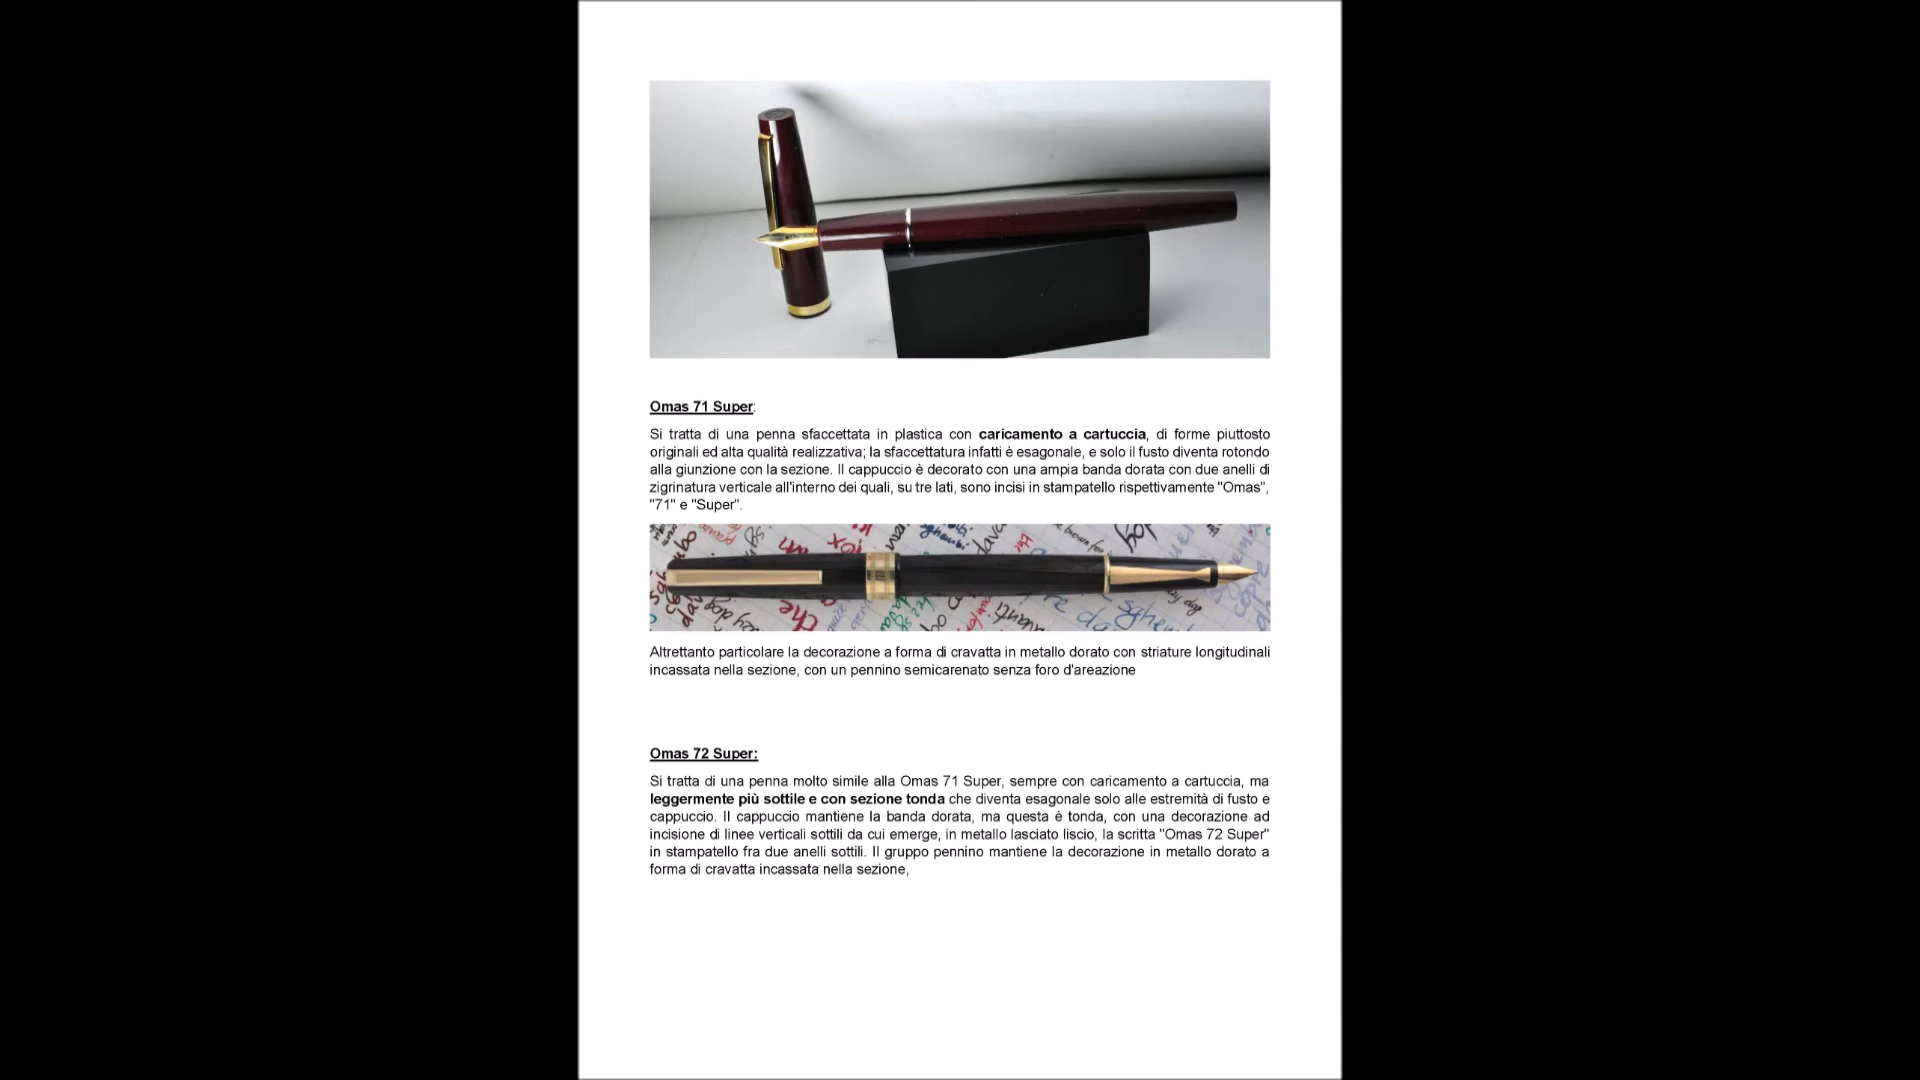 Omas 71 Super:
Si tratta di una penna sfaccettata in plastica con caricamento a cartuccia, di forme piuttosto
originali ed alta qualità realizzativa; la sfaccettatura infatti è esagonale, e solo il fusto diventa rotondo
alla giunzione con la sezione. Il cappuccio è decorato con una ampia banda dorata con due anelli di
zigrinatura verticale all'interno dei quali, su tre lati, sono incisi in stampatello rispettivamente "Omas",
"71" e "Super".
Altrettanto particolare la decorazione a forma di cravatta in metallo dorato con striature longitudinali
incassata nella sezione, con un pennino semicarenato senza foro d'areazione
Omas 72 Super:
Si tratta di una penna molto simile alla Omas 71 Super, sempre con caricamento a cartuccia, ma
leggermente più sottile e con sezione tonda che diventa esagonale solo alle estremità di fusto e
cappuccio. Il cappuccio mantiene la banda dorata, ma questa è tonda, con una decorazione ad
incisione di linee verticali sottili da cui emerge, in metallo lasciato liscio, la scritta "Omas 72 Super"
in stampatello fra due anelli sottili. Il gruppo pennino mantiene la decorazione in metallo dorato a
forma di cravatta incassata nella sezione,